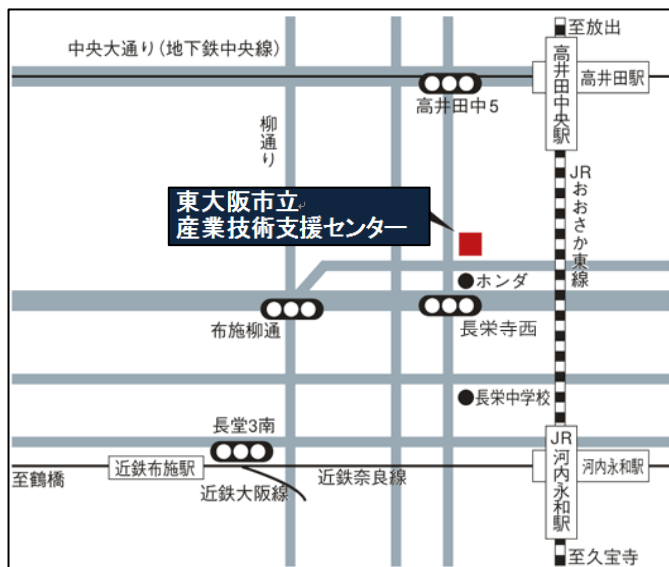 至放出
中央大通り(地下鉄中央線)
高井田中央駅
高井田駅
高井田中5
柳通り
JRおおさか東線
東大阪市立
産業技術支援センター
ホンダ
布施柳通
長栄寺西
長栄中学校
長堂3南
JR河内永和駅
近鉄布施駅
近鉄奈良線
河内永和駅
至鶴橋
近鉄大阪線
至久宝寺